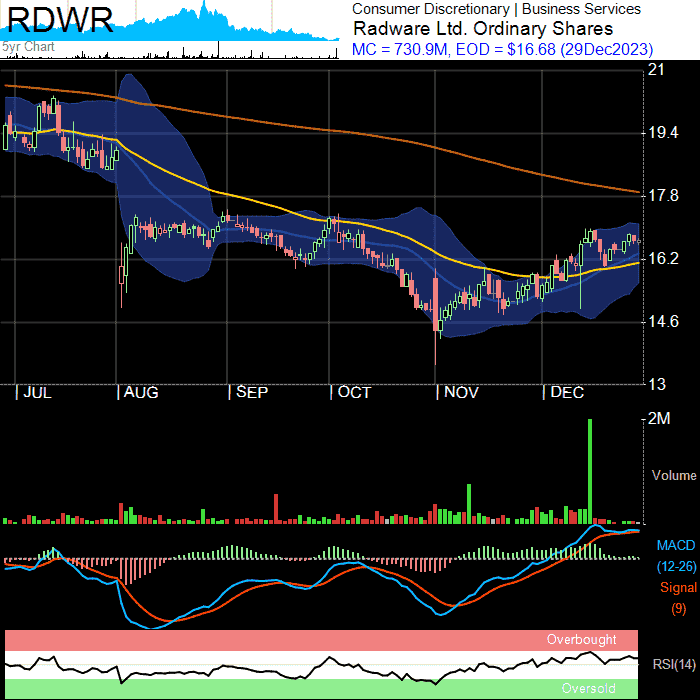 RDWR
Consumer Discretionary | Business Services
Radware Ltd. Ordinary Shares
5yr Chart
MC = 730.9M, EOD = $16.68 (29Dec2023)
21
19.4
17.8
16.2
14.6
13
JUL AUG SEP OCT NOV DEC
2M
Volume
MACD
(12-26)
Signal
(9)
Overbought
RSI(14)
Oversold